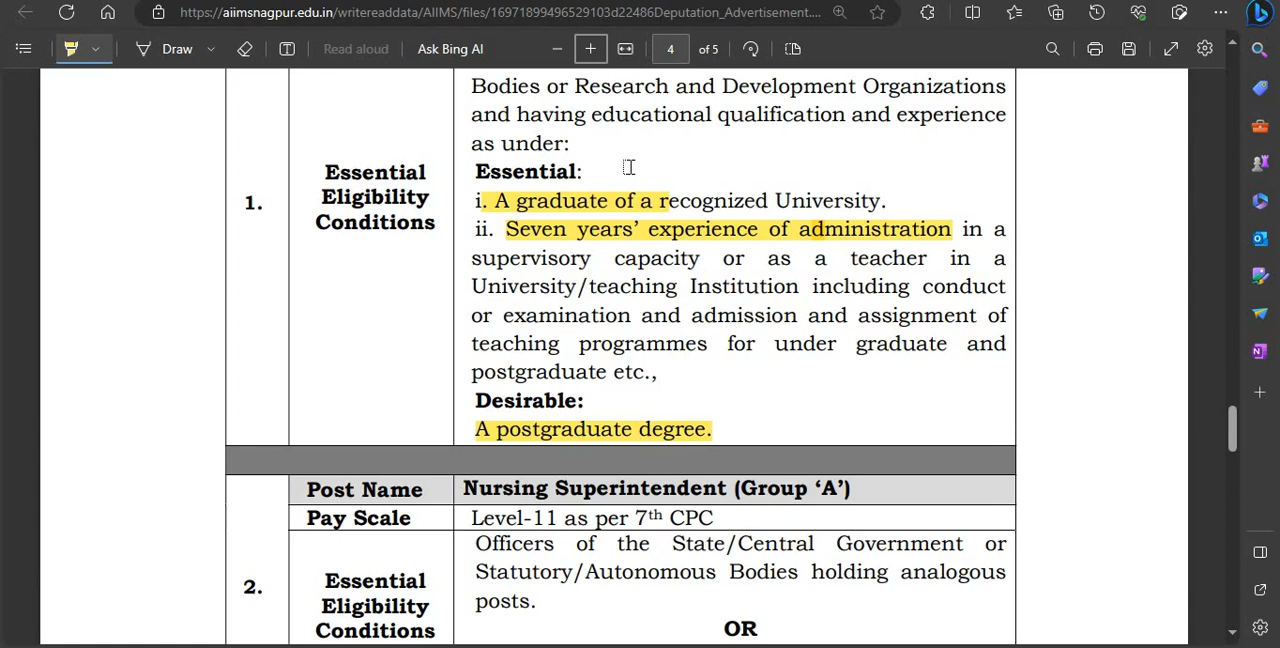 https://aiimsnagpur.edu.in/writereaddata/AIIMS/files/16971899496529103d22486Deputation_Advertisement....
Draw
Read aloud
Ask Bing AI
4 of 5
Bodies or Research and Development Organizations
and having educational qualification and experience
as under:
Essential:
i. A graduate of a recognized University.
ii. Seven years’ experience of administration in a
supervisory capacity or as a teacher in a
University/teaching Institution including conduct
or examination and admission and assignment of
teaching programmes for under graduate and
postgraduate etc.,
Desirable:
A postgraduate degree.
1.
Essential
Eligibility
Conditions
Post Name
Nursing Superintendent (Group ‘A’)
Pay Scale
Level-11 as per 7th CPC
2.
Essential
Eligibility
Conditions
Officers of the State/Central Government or
Statutory/Autonomous Bodies holding analogous
posts.
OR